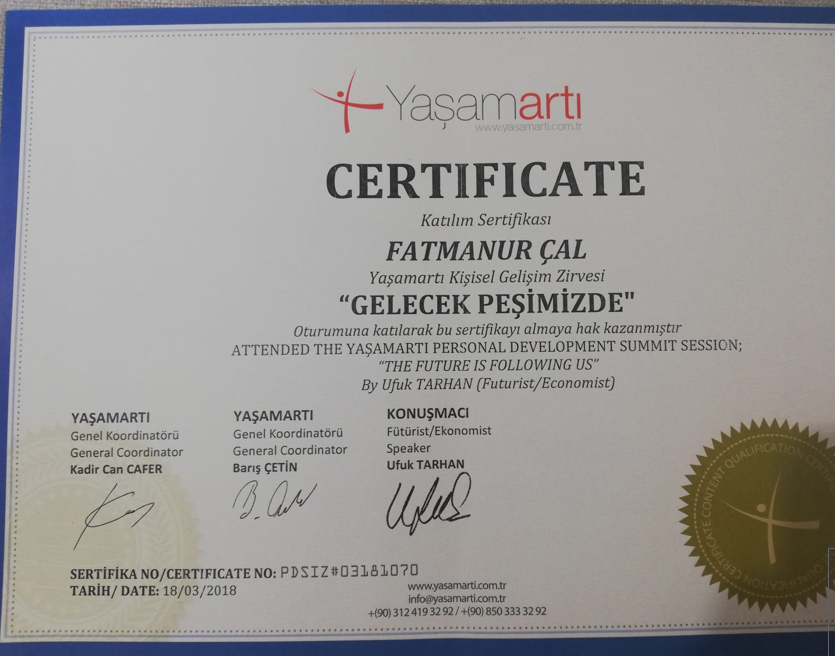 Yaşamartı
www.yasamarti.com.tr
CERTIFICATE
Katılım Sertifikası
FATMANUR ÇAL
Yaşamartı Kişisel Gelişim Zirvesi
“GELECEK PEŞİMİZDE"
Oturumuna katılarak bu sertifikayı almaya hak kazanmıştır
ATTENDED THE YAŞAMARTI PERSONAL DEVELOPMENT SUMMIT SESSION;
“THE FUTURE IS FOLLOWING US”
By Ufuk TARHAN (Futurist/Economist)
YAŞAMARTI
Genel Koordinatörü
General Coordinator
Kadir Can CAFER
YAŞAMARTI
Genel Koordinatörü
General Coordinator
Barış ÇETİN
KONUŞMACI
Fütürist/Ekonomist
Speaker
Ufuk TARHAN
CERTIFICATE CONTENT QUALIFICATION
SERTİFİKA NO/CERTIFICATE NO: PDSIZ#03181070
TARİH/ DATE: 18/03/2018
www.yasamarti.com.tr
info@yasamarti.com.tr
+(90) 312 419 32 92 / +(90) 850 333 32 92